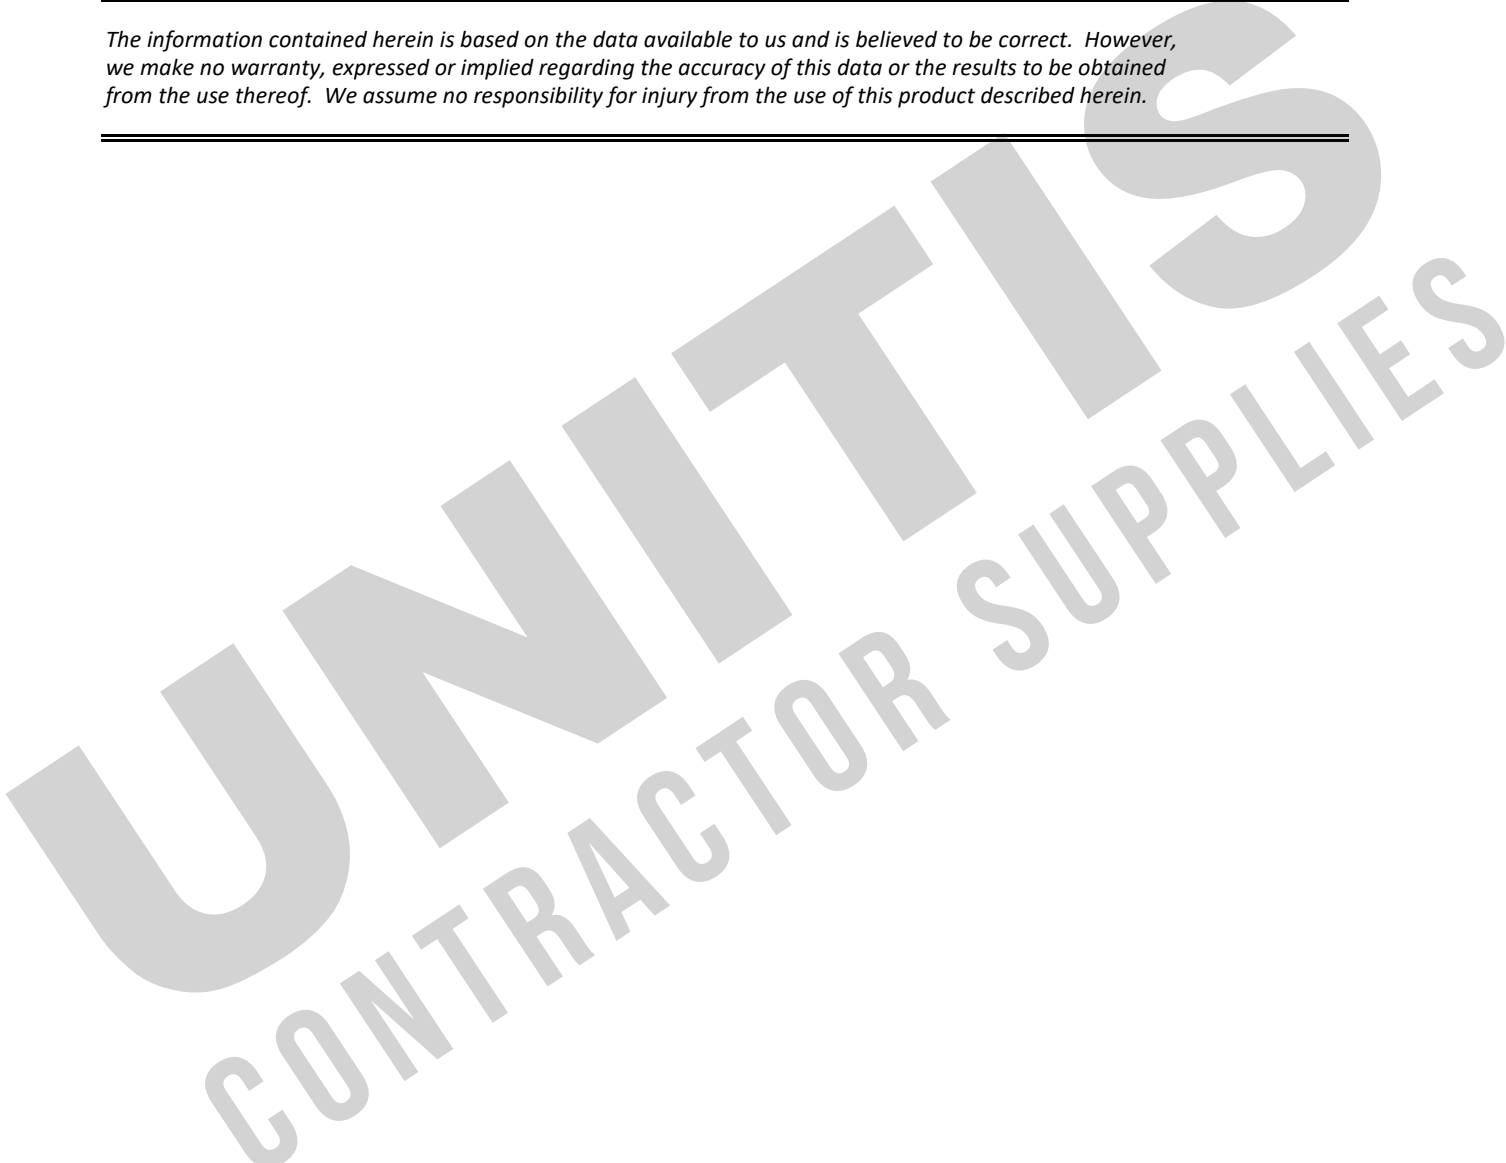 The information contained herein is based on the data available to us and is believed to be correct.  However,
we make no warranty, expressed or implied regarding the accuracy of this data or the results to be obtained
from the use thereof.  We assume no responsibility for injury from the use of this product described herein.
UNITIS
CONTRACTOR SUPPLIES